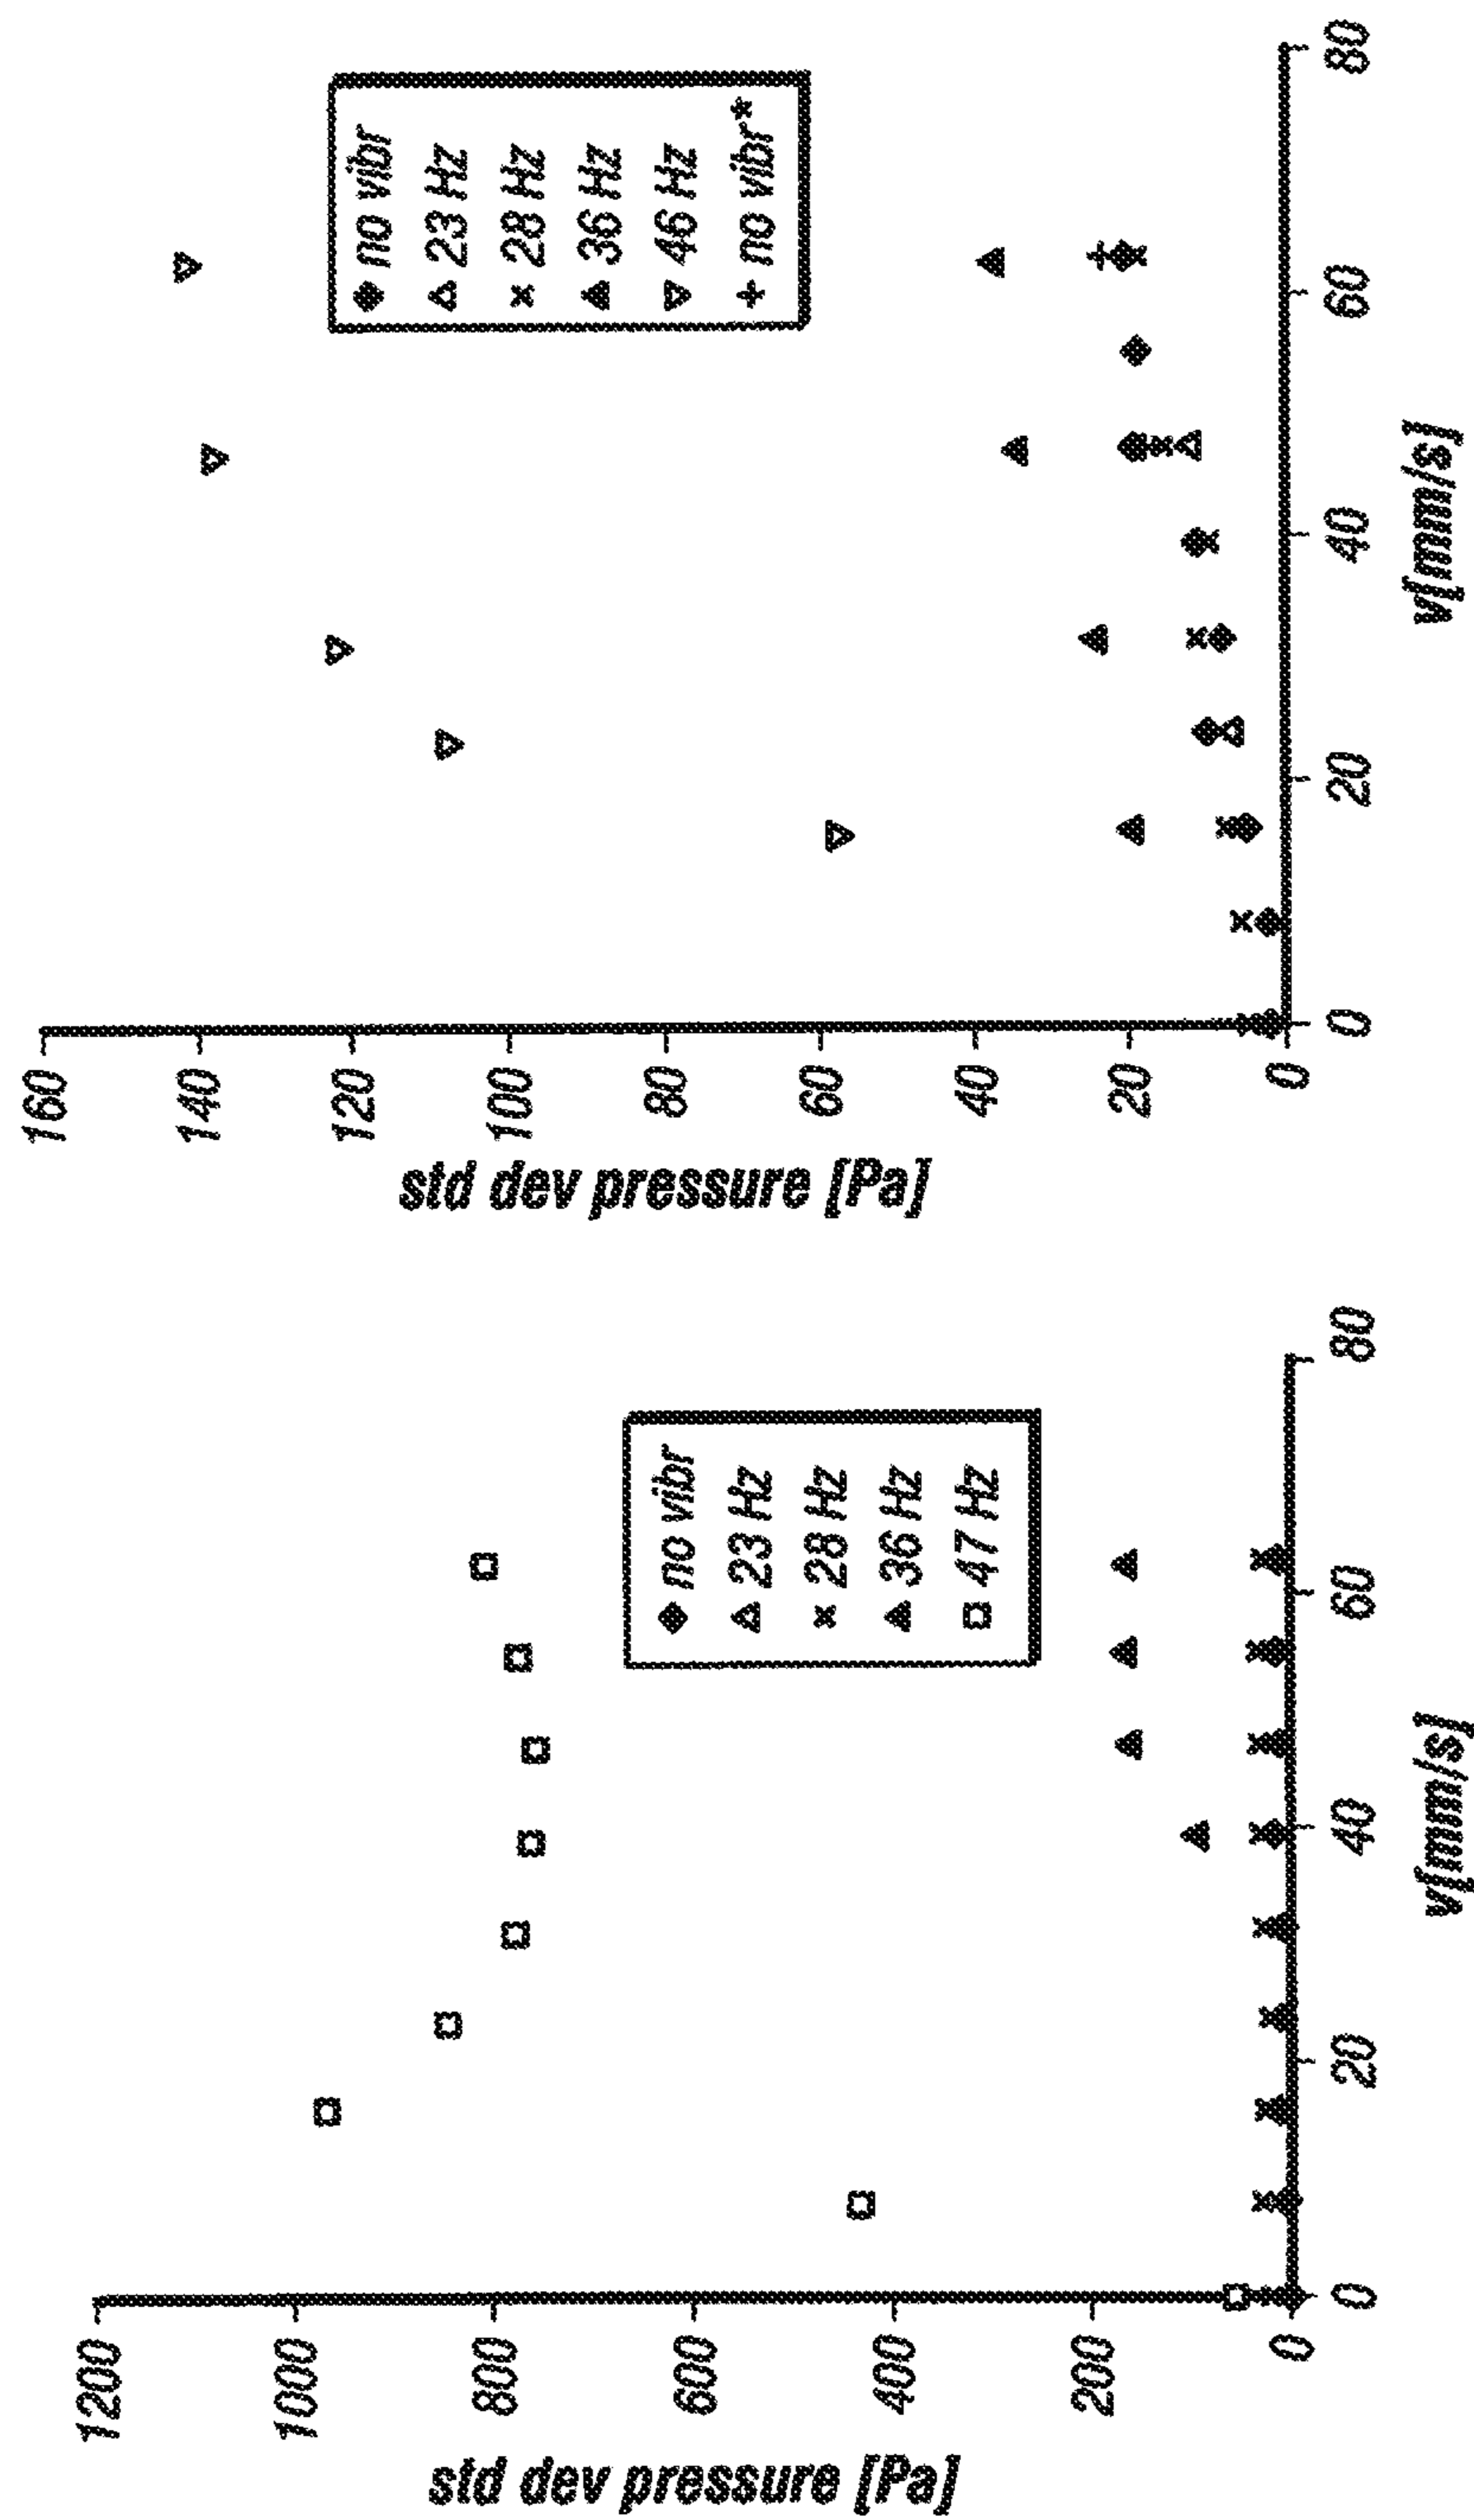 std dev pressure [Pa]
1200
1000
800
600
400
200
0
0
20
40
60
80
v[mm/s]
no vibr
23 Hz
28 Hz
36 Hz
47 Hz
std dev pressure [Pa]
160
140
120
100
80
60
40
20
0
0
20
40
60
80
v[mm/s]
no vibr
23 Hz
28 Hz
36 Hz
46 Hz
no vibr*